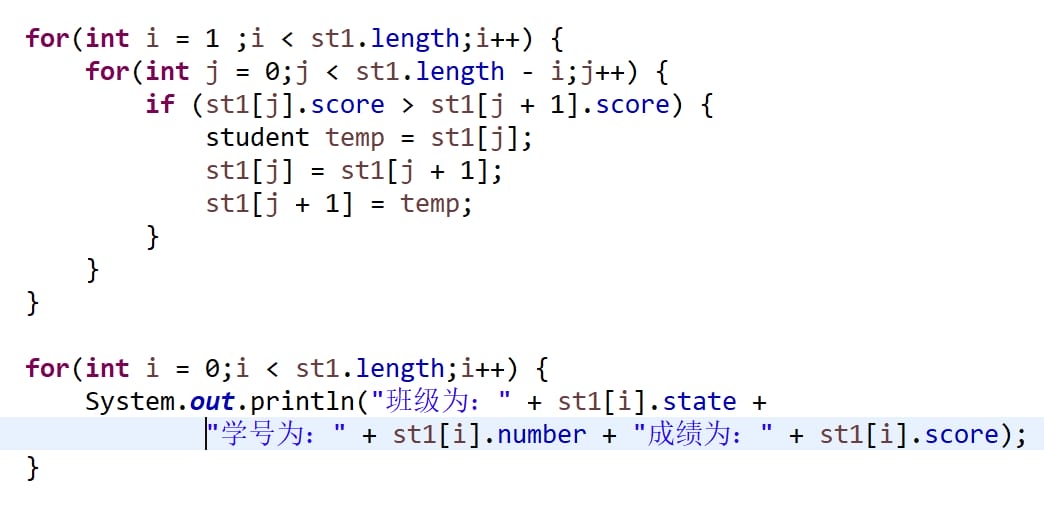 for(int i = 1 ;i < st1.length;i++) {
    for(int j = 0;j < st1.length - i;j++) {
        if (st1[j].score > st1[j + 1].score) {
            student temp = st1[j];
            st1[j] = st1[j + 1];
            st1[j + 1] = temp;
        }
    }
}
for(int i = 0;i < st1.length;i++) {
    System.out.println("班级为：" + st1[i].state +
            "学号为：" + st1[i].number + "成绩为：" + st1[i].score);
}